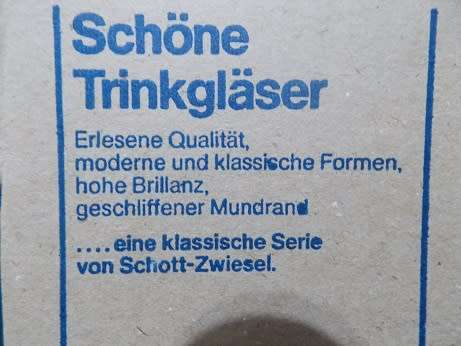 Schöne
Trinkgläser
Erlesene Qualität,
moderne und klassische Formen,
hohe Brillanz,
geschliffener Mundrand
....eine klassische Serie
von Schott-Zwiesel.